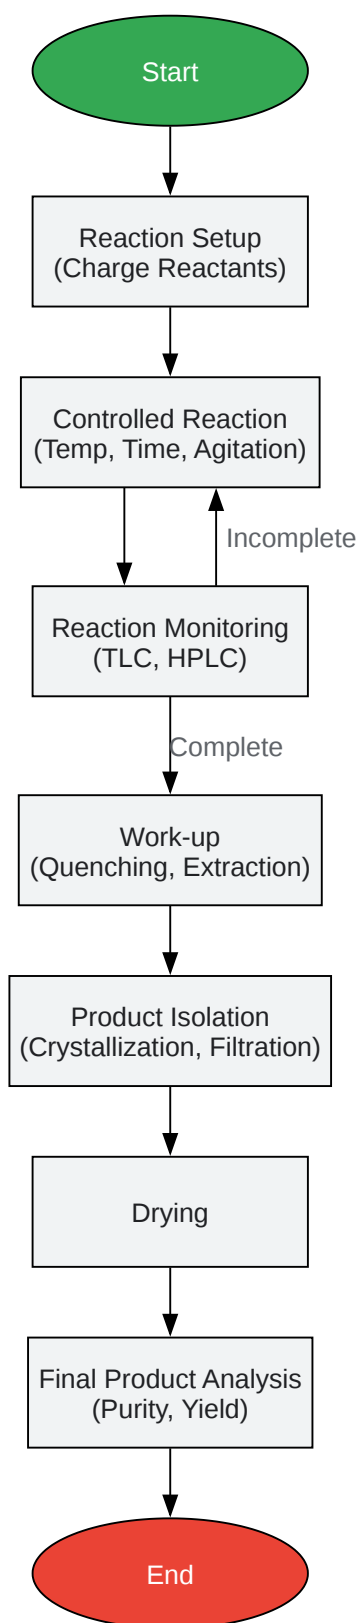 Start
Reaction Setup
(Charge Reactants)
Controlled Reaction
(Temp, Time, Agitation)
Incomplete
Reaction Monitoring
(TLC, HPLC)
Complete
Work-up
(Quenching, Extraction)
Product Isolation
(Crystallization, Filtration)
Drying
Final Product Analysis
(Purity, Yield)
End